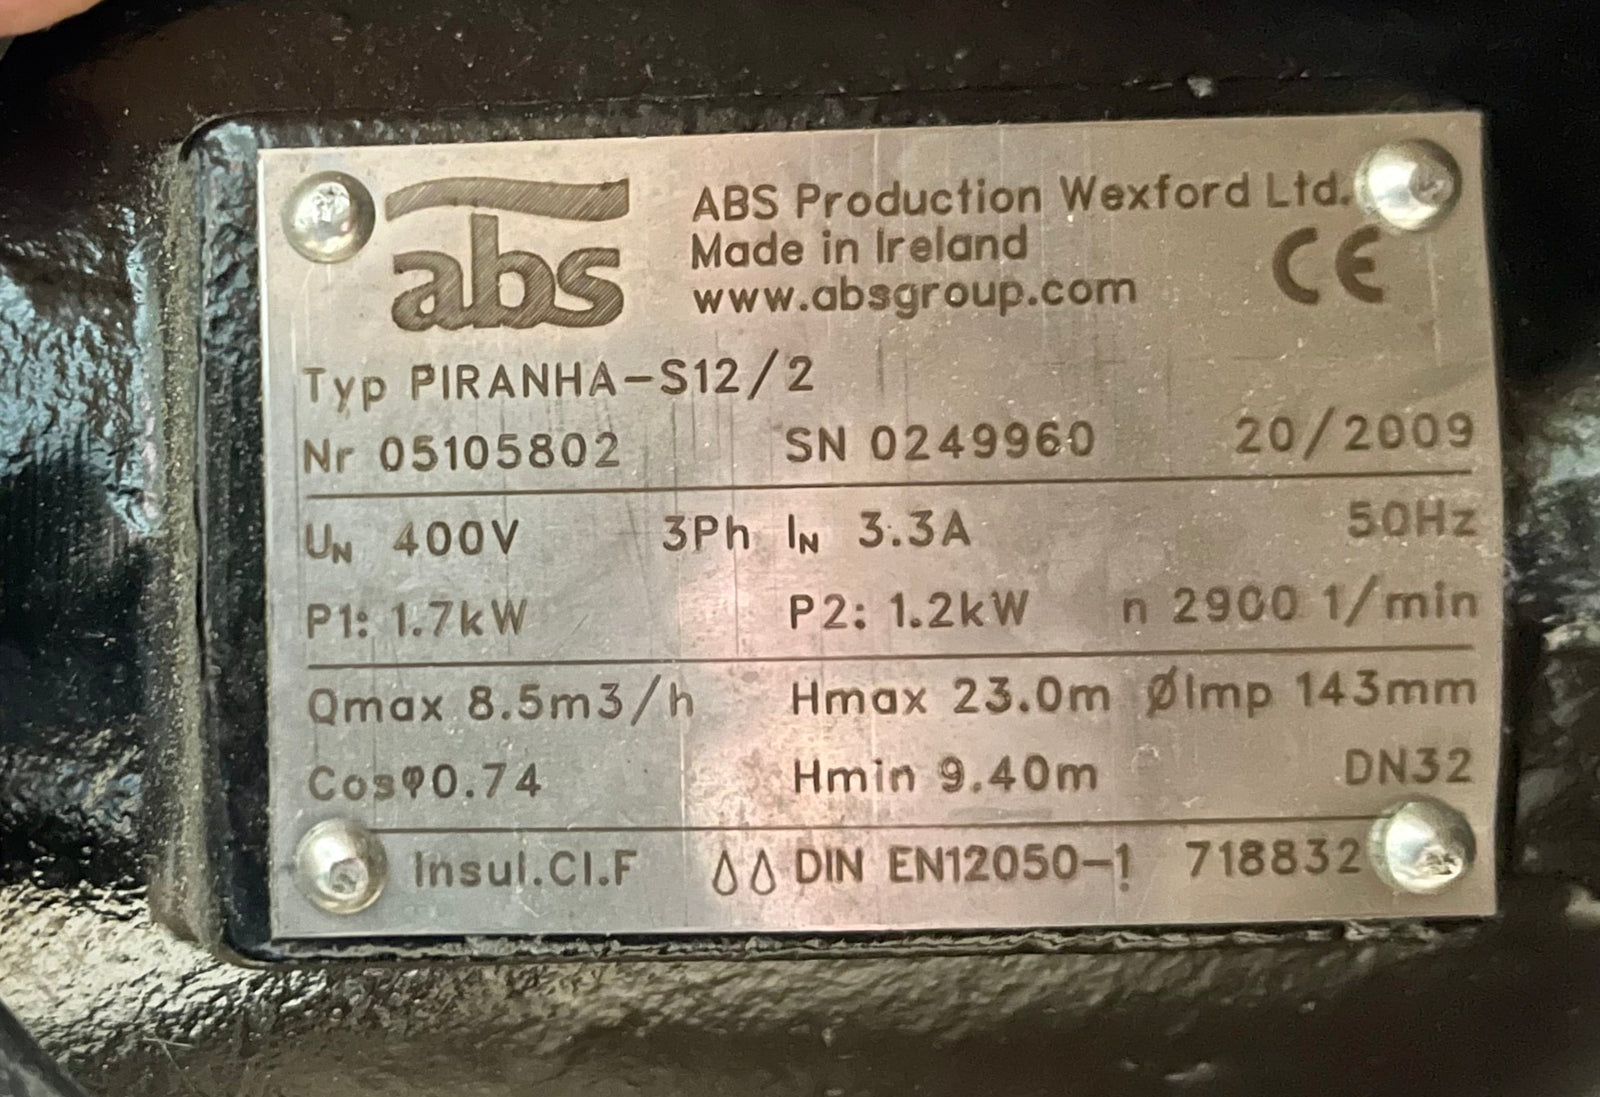 abs
ABS Production Wexford Ltd.
Made in Ireland
www.absgroup.com
CE
Typ PIRANHA-S12/2
Nr 05105802 SN 0249960 20/2009
UN 400V 3Ph IN 3.3A 50Hz
P1: 1.7kW P2: 1.2kW n 2900 1/min
Qmax 8.5m3/h Hmax 23.0m ØImp 143mm
Cosφ0.74 Hmin 9.40m DN32
Insul.Cl.F DIN EN12050-1 718832